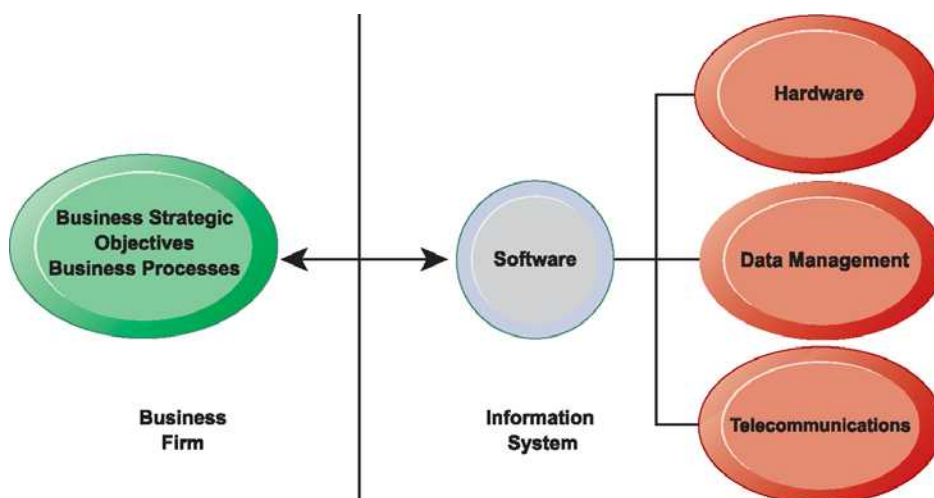 Business Strategic
Objectives
Business Processes
Business
Firm
Software
Information
System
Hardware
Data Management
Telecommunications